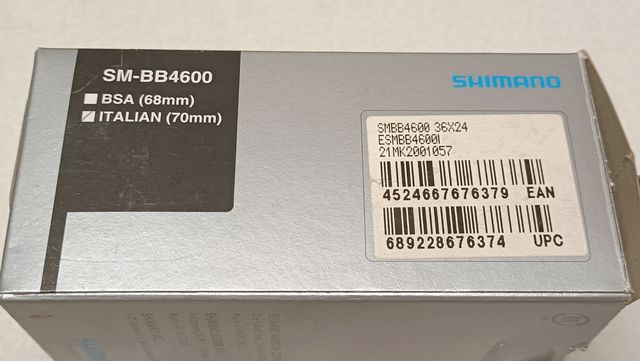 SM-BB4600
BSA (68mm)
ITALIAN (70mm)
SHIMANO
SMBB4600 36X24
ESMBB4600I
21MK2001057
4524667676379 EAN
689228676374 UPC